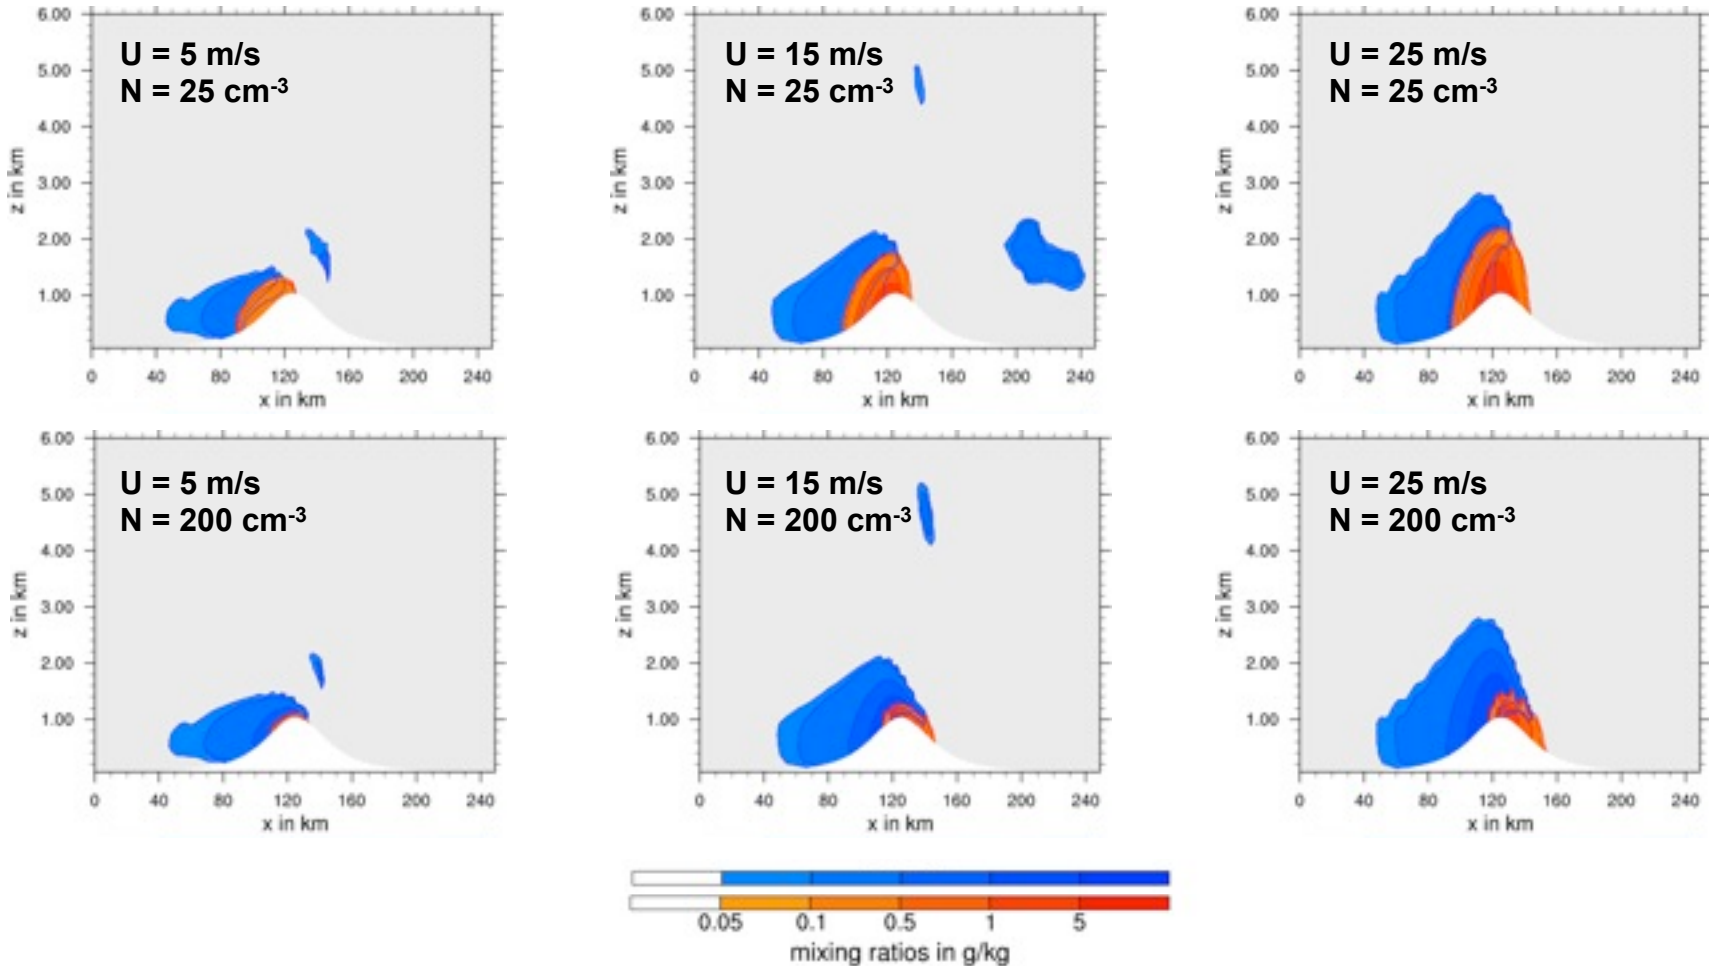 U = 5 m/s
N = 25 cm-3
6.00
5.00
4.00
3.00
2.00
1.00
z in km
0 40 80 120 160 200 240
x in km
U = 15 m/s
N = 25 cm-3
6.00
5.00
4.00
3.00
2.00
1.00
z in km
0 40 80 120 160 200 240
x in km
U = 25 m/s
N = 25 cm-3
6.00
5.00
4.00
3.00
2.00
1.00
z in km
0 40 80 120 160 200 240
x in km
U = 5 m/s
N = 200 cm-3
6.00
5.00
4.00
3.00
2.00
1.00
z in km
0 40 80 120 160 200 240
x in km
U = 15 m/s
N = 200 cm-3
6.00
5.00
4.00
3.00
2.00
1.00
z in km
0 40 80 120 160 200 240
x in km
U = 25 m/s
N = 200 cm-3
6.00
5.00
4.00
3.00
2.00
1.00
z in km
0 40 80 120 160 200 240
x in km
0.05 0.1 0.5 1 5
mixing ratios in g/kg